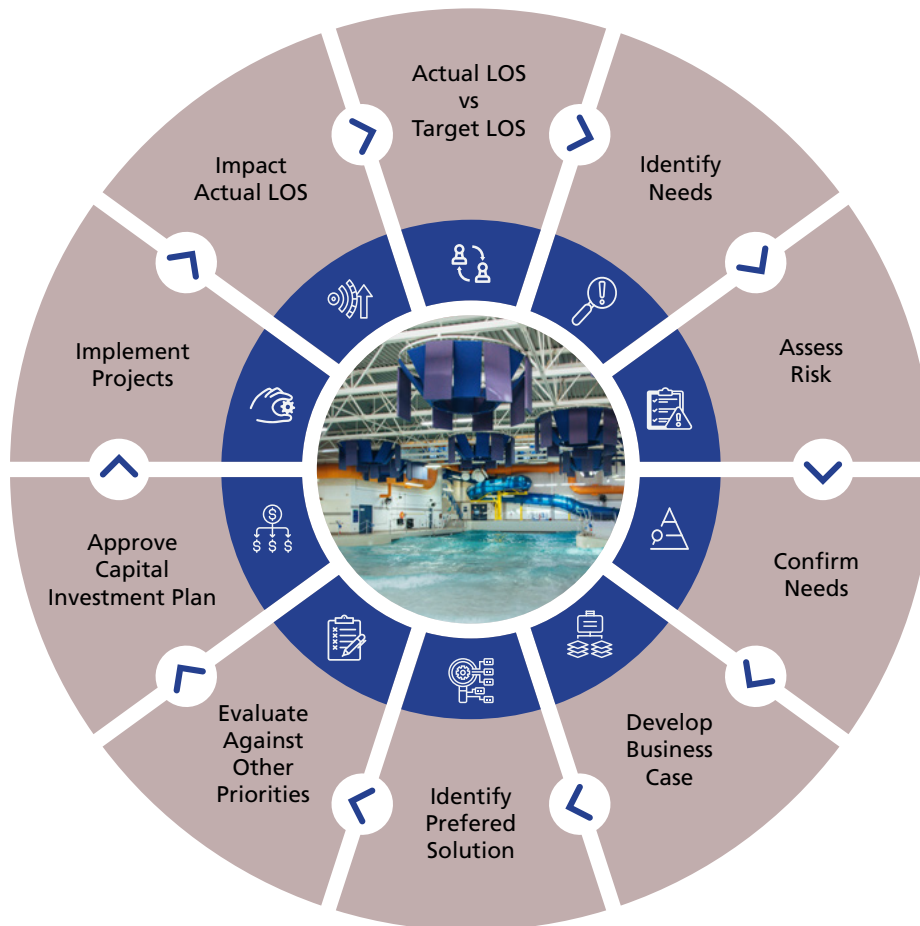 Actual LOS
vs
Target LOS
Identify
Needs
Assess
Risk
Confirm
Needs
Develop
Business
Case
Identify
Prefered
Solution
Evaluate
Against
Other
Priorities
Approve
Capital
Investment Plan
Implement
Projects
Impact
Actual LOS